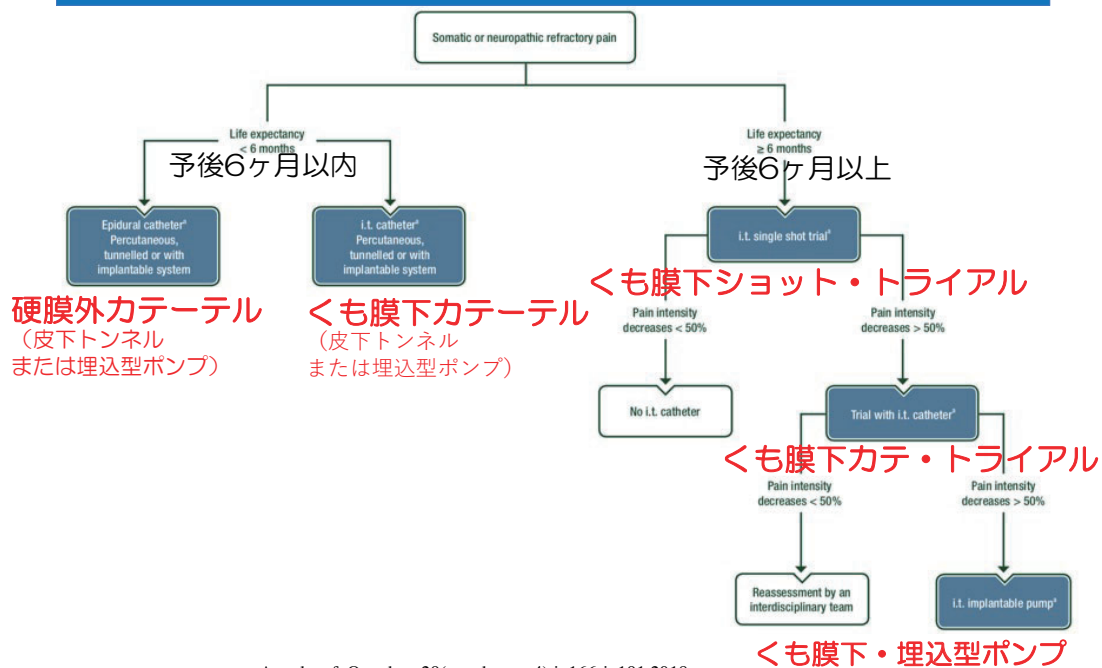 Somatic or neuropathic refractory pain
Life expectancy
< 6 months
予後6ヶ月以内
Life expectancy
≥ 6 months
予後6ヶ月以上
Epidural catheterª
Percutaneous,
tunnelled or with
implantable system
i.t. catheterª
Percutaneous,
tunnelled or with
implantable system
i.t. single shot trialª
硬膜外カテーテル
（皮下トンネル
または埋込型ポンプ）
くも膜下カテーテル
（皮下トンネル
または埋込型ポンプ）
くも膜下ショット・トライアル
Pain intensity
decreases < 50%
Pain intensity
decreases > 50%
No i.t. catheter
Trial with i.t. catheterª
くも膜下カテ・トライアル
Pain intensity
decreases < 50%
Pain intensity
decreases > 50%
Reassessment by an
interdisciplinary team
i.t. implantable pumpª
くも膜下・埋込型ポンプ